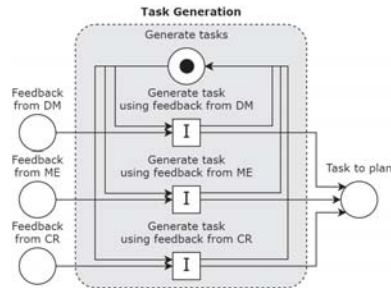 Task Generation
Generate tasks
Feedback
from DM
Generate task
using feedback from DM
I
Feedback
from ME
Generate task
using feedback from ME
I
Task to plan
Feedback
from CR
Generate task
using feedback from CR
I